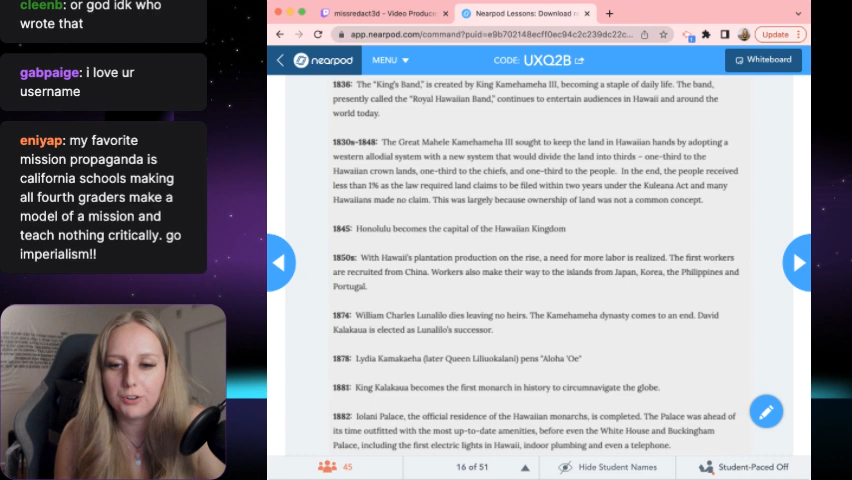 cleenb: or god idk who
wrote that
gabpaige: i love ur
username
eniyap: my favorite
mission propaganda is
california schools making
all fourth graders make a
model of a mission and
teach nothing critically. go
imperialism!!
missredact3d - Video Produce
Nearpod Lessons: Download r
app.nearpod.com/command?puid=e9b702148ecff0ec94c2c239dc22c...
Update
nearpod
MENU
CODE: UXQ2B
Whiteboard
1836: The "King's Band," is created by King Kamehameha III, becoming a staple of daily life. The band,
presently called the "Royal Hawaiian Band," continues to entertain audiences in Hawaii and around the
world today.
1830s-1848: The Great Mahele Kamehameha III sought to keep the land in Hawaiian hands by adopting a
western allodial system with a new system that would divide the land into thirds – one-third to the
Hawaiian crown lands, one-third to the chiefs, and one-third to the people. In the end, the people received
less than 1% as the law required land claims to be filed within two years under the Kuleana Act and many
Hawaiians made no claim. This was largely because ownership of land was not a common concept.
1845: Honolulu becomes the capital of the Hawaiian Kingdom
1850s: With Hawaii's plantation production on the rise, a need for more labor is realized. The first workers
are recruited from China. Workers also make their way to the islands from Japan, Korea, the Philippines and
Portugal.
1874: William Charles Lunalilo dies leaving no heirs. The Kamehameha dynasty comes to an end. David
Kalakaua is elected as Lunalilo's successor.
1878: Lydia Kamakaeha (later Queen Liliuokalani) pens "Aloha 'Oe"
1881: King Kalakaua becomes the first monarch in history to circumnavigate the globe.
1882: Iolani Palace, the official residence of the Hawaiian monarchs, is completed. The Palace was ahead of
its time outfitted with the most up-to-date amenities, before even the White House and Buckingham
Palace, including the first electric lights in Hawaii, indoor plumbing and even a telephone.
45
16 of 51
Hide Student Names
Student-Paced Off